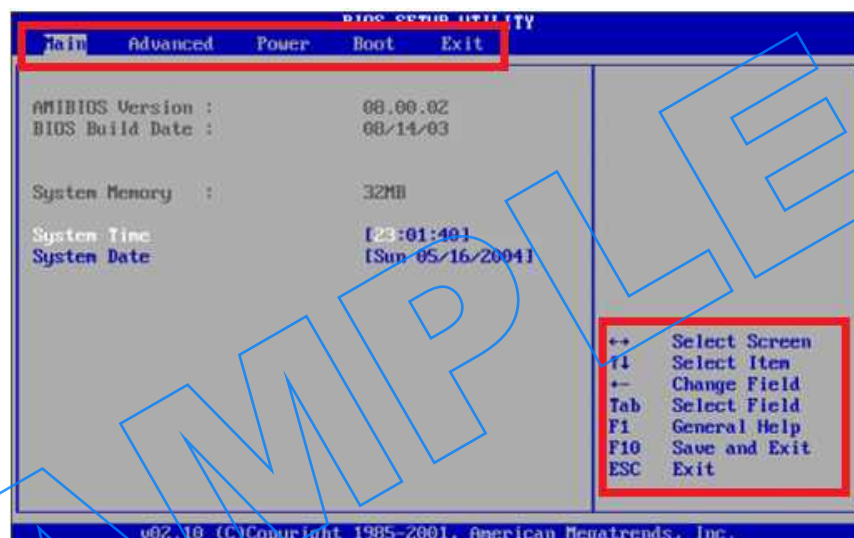 BIOS SETUP UTILITY
Main Advanced Power Boot Exit
AMIBIOS Version : 08.00.02
BIOS Build Date : 08/14/03
System Memory : 32MB
System Time [23:01:40]
System Date [Sun 05/16/2004]
←→ Select Screen
↑↓ Select Item
←- Change Field
Tab Select Field
F1 General Help
F10 Save and Exit
ESC Exit
v02.10 (C)Copyright 1985-2001, American Megatrends, Inc.
AMPLE